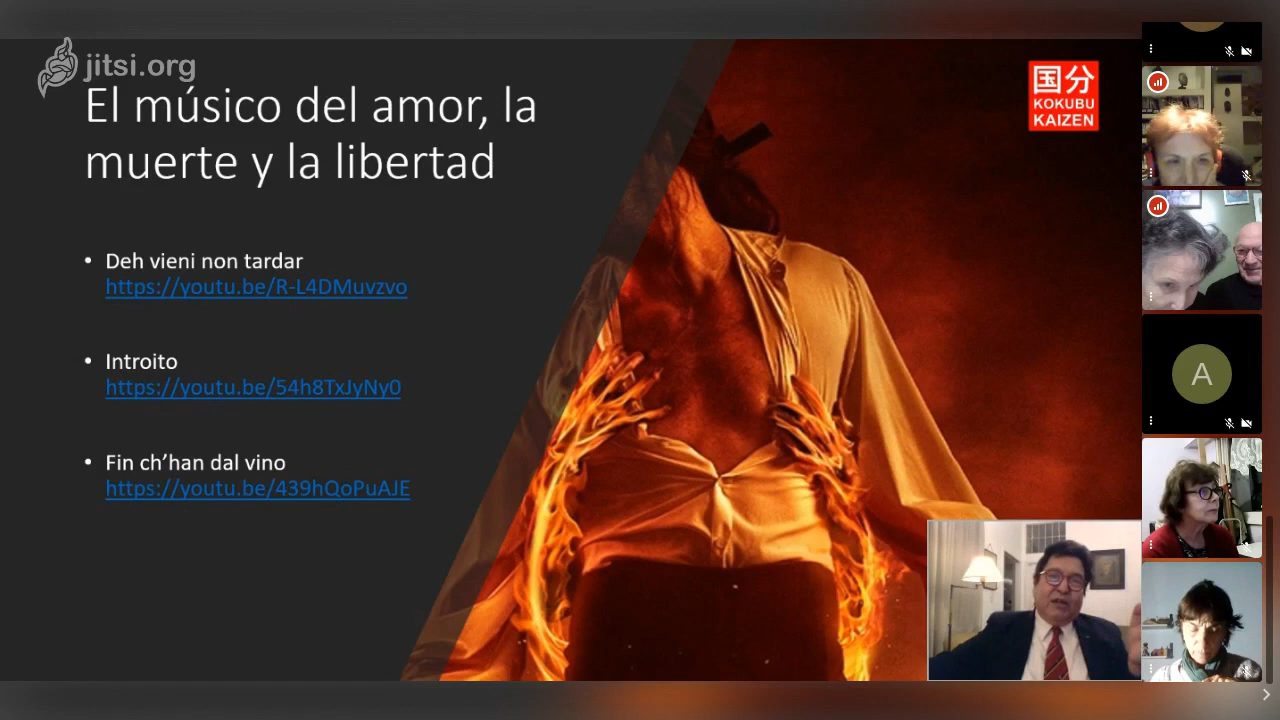 jitsi.org
El músico del amor, la
muerte y la libertad
• Deh vieni non tardar
https://youtu.be/R-L4DMuvzvo
• Introito
https://youtu.be/54h8TxJyNy0
• Fin ch’han dal vino
https://youtu.be/439hQoPuAJE
国分
KOKUBU
KAIZEN
A